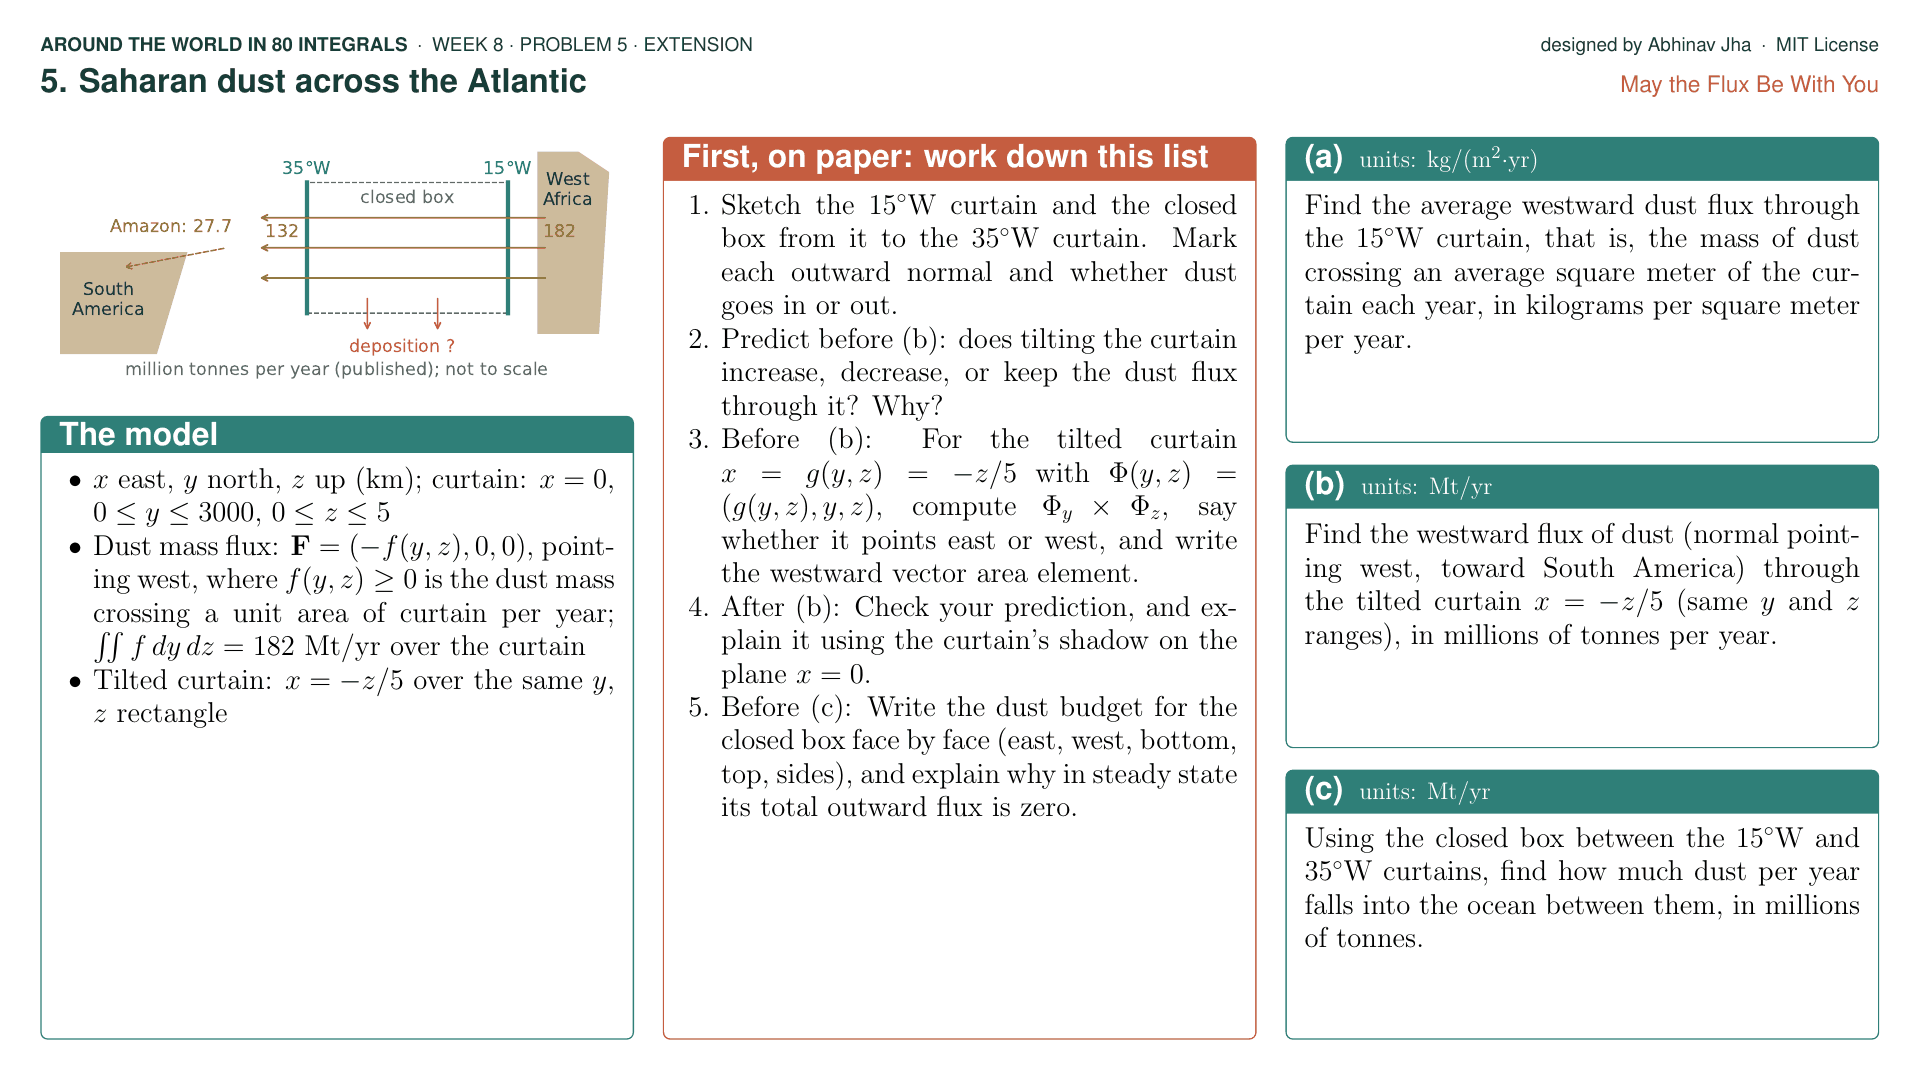 AROUND THE WORLD IN 80 INTEGRALS · WEEK 8 · PROBLEM 5 · EXTENSION
designed by Abhinav Jha · MIT License
5. Saharan dust across the Atlantic
May the Flux Be With You
35°W
15°W
West
Africa
closed box
Amazon: 27.7
132
182
South
America
deposition ?
million tonnes per year (published); not to scale
The model
• x east, y north, z up (km); curtain: x = 0,
0 ≤ y ≤ 3000, 0 ≤ z ≤ 5
• Dust mass flux: F = (−f(y, z), 0, 0), point-
ing west, where f(y, z) ≥ 0 is the dust mass
crossing a unit area of curtain per year;
∬ f dy dz = 182 Mt/yr over the curtain
• Tilted curtain: x = −z/5 over the same y,
z rectangle
First, on paper: work down this list
1. Sketch the 15°W curtain and the closed
box from it to the 35°W curtain. Mark
each outward normal and whether dust
goes in or out.
2. Predict before (b): does tilting the curtain
increase, decrease, or keep the dust flux
through it? Why?
3. Before (b): For the tilted curtain
x = g(y, z) = −z/5 with Φ(y, z) =
(g(y, z), y, z), compute Φ_y × Φ_z, say
whether it points east or west, and write
the westward vector area element.
4. After (b): Check your prediction, and ex-
plain it using the curtain's shadow on the
plane x = 0.
5. Before (c): Write the dust budget for the
closed box face by face (east, west, bottom,
top, sides), and explain why in steady state
its total outward flux is zero.
(a) units: kg/(m²·yr)
Find the average westward dust flux through
the 15°W curtain, that is, the mass of dust
crossing an average square meter of the cur-
tain each year, in kilograms per square meter
per year.
(b) units: Mt/yr
Find the westward flux of dust (normal point-
ing west, toward South America) through
the tilted curtain x = −z/5 (same y and z
ranges), in millions of tonnes per year.
(c) units: Mt/yr
Using the closed box between the 15°W and
35°W curtains, find how much dust per year
falls into the ocean between them, in millions
of tonnes.